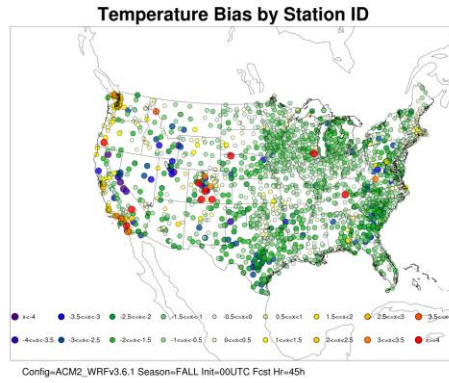 Temperature Bias by Station ID
x<-4 -3.5<=x<-3 -2.5<=x<-2 -1.5<=x<-1 -0.5<=x<0 0.5<=x<1 1.5<=x<2 2.5<=x<3
-4<=x<-3.5 -3<=x<-2.5 -2<=x<-1.5 -1<=x<-0.5 0<=x<0.5 1<=x<1.5 2<=x<2.5 3<=x<3.5 x>=4
Config=ACM2_WRFv3.6.1 Season=FALL Init=00UTC Fcst Hr=45h